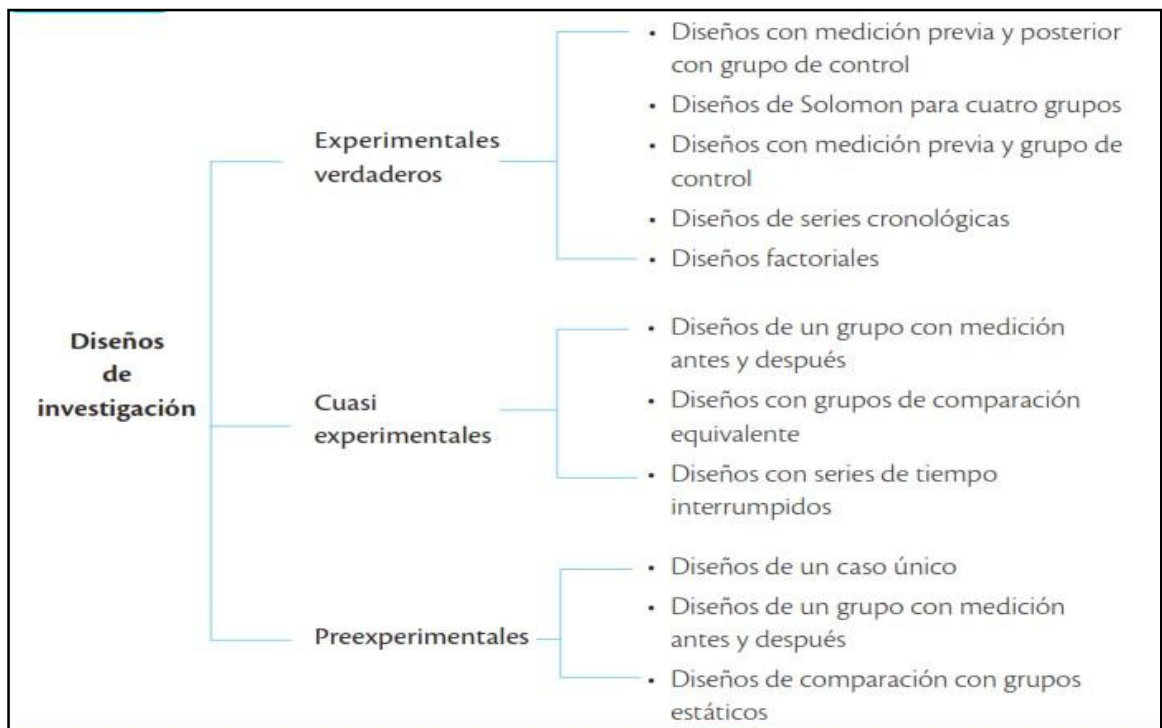 Diseños
de
investigación
Experimentales
verdaderos
• Diseños con medición previa y posterior
con grupo de control
• Diseños de Solomon para cuatro grupos
• Diseños con medición previa y grupo de
control
• Diseños de series cronológicas
• Diseños factoriales
Cuasi
experimentales
• Diseños de un grupo con medición
antes y después
• Diseños con grupos de comparación
equivalente
• Diseños con series de tiempo
interrumpidos
Preexperimentales
• Diseños de un caso único
• Diseños de un grupo con medición
antes y después
• Diseños de comparación con grupos
estáticos